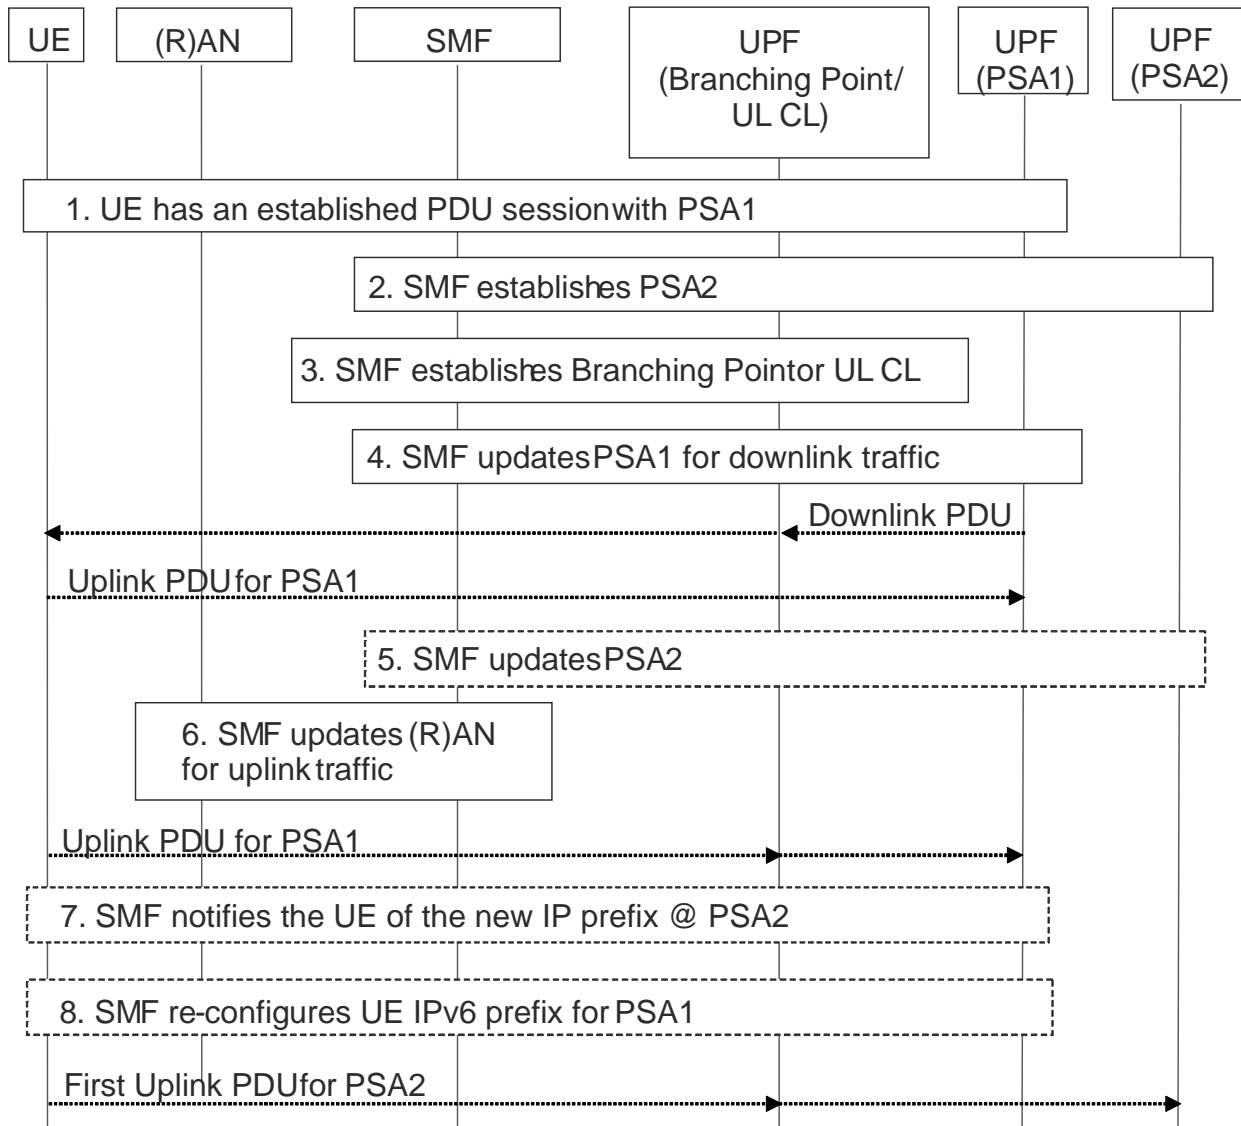 UE
(R)AN
SMF
UPF
(Branching Point/
UL CL)
UPF
(PSA1)
UPF
(PSA2)
1. UE has an established PDU session with PSA1
2. SMF establishes PSA2
3. SMF establishes Branching Point or UL CL
4. SMF updates PSA1 for downlink traffic
Downlink PDU
Uplink PDU for PSA1
5. SMF updates PSA2
6. SMF updates (R)AN
for uplink traffic
Uplink PDU for PSA1
7. SMF notifies the UE of the new IP prefix @ PSA2
8. SMF re-configures UE IPv6 prefix for PSA1
First Uplink PDU for PSA2